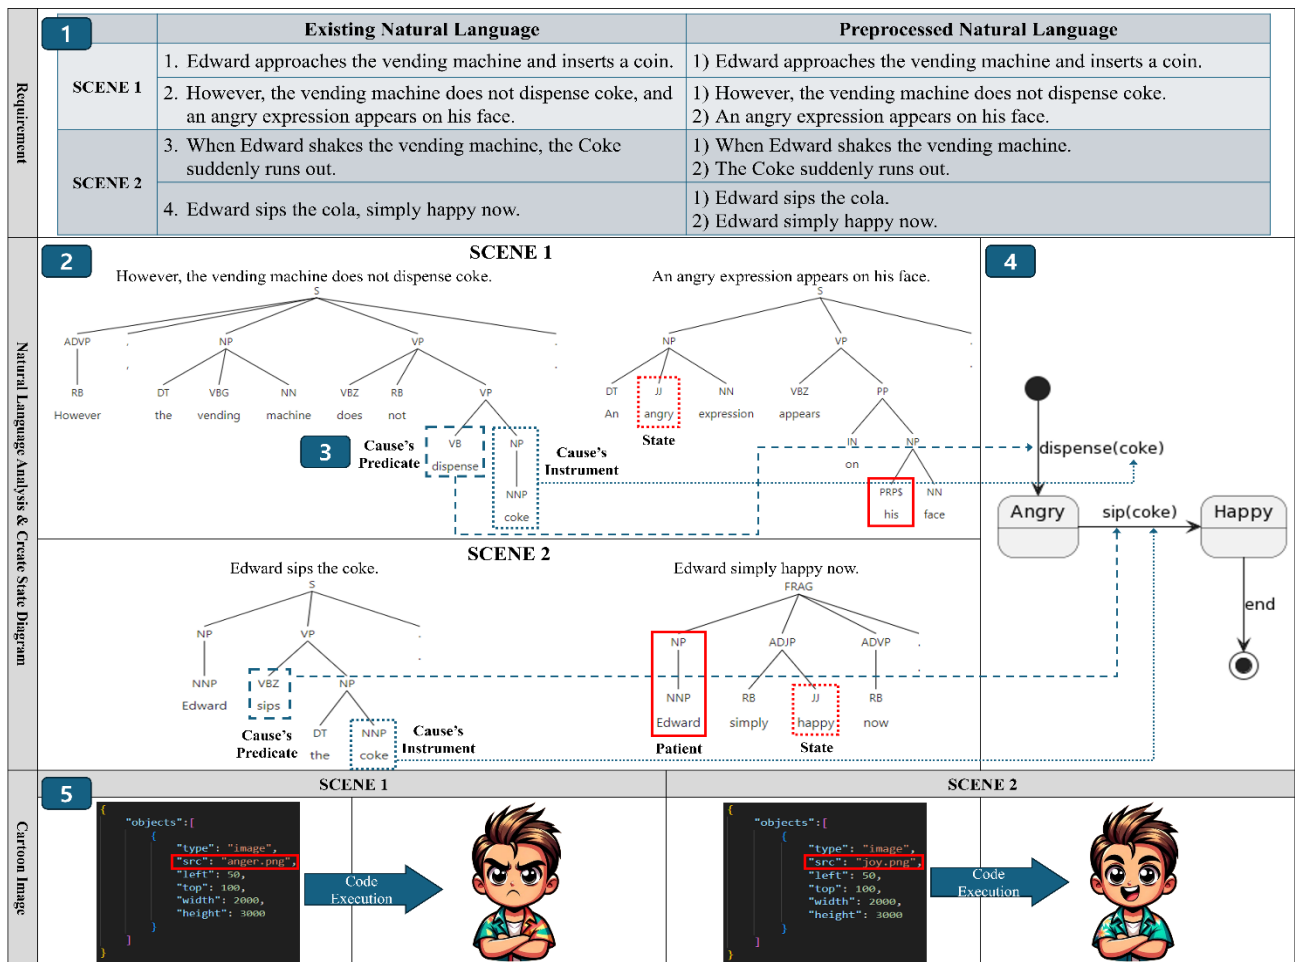 1
Existing Natural Language
Preprocessed Natural Language
Requirement
SCENE 1
1. Edward approaches the vending machine and inserts a coin.
1) Edward approaches the vending machine and inserts a coin.
2. However, the vending machine does not dispense coke, and
an angry expression appears on his face.
1) However, the vending machine does not dispense coke.
2) An angry expression appears on his face.
SCENE 2
3. When Edward shakes the vending machine, the Coke
suddenly runs out.
1) When Edward shakes the vending machine.
2) The Coke suddenly runs out.
4. Edward sips the cola, simply happy now.
1) Edward sips the cola.
2) Edward simply happy now.
Natural Language Analysis & Create State Diagram
2
SCENE 1
However, the vending machine does not dispense coke.
S
ADVP , NP VP .
RB DT VBG NN VBZ RB VP
However the vending machine does not
3
Cause's
Predicate
VB NP
dispense
Cause's
Instrument
NNP
coke
An angry expression appears on his face.
S
NP VP .
DT JJ NN VBZ PP
An angry expression appears
State
IN NP
on
PRP$ NN
his face
SCENE 2
Edward sips the coke.
S
NP VP .
NNP VBZ NP
Edward sips
Cause's
Predicate
DT NNP
the coke
Cause's
Instrument
Edward simply happy now.
FRAG
NP ADJP ADVP .
NNP RB JJ RB
Edward simply happy now
Patient State
4
dispense(coke)
Angry
sip(coke)
Happy
end
Cartoon Image
5
SCENE 1
{
"objects":[
{
"type": "image",
"src": "anger.png",
"left": 50,
"top": 100,
"width": 2000,
"height": 3000
}
]
}
Code
Execution
SCENE 2
{
"objects":[
{
"type": "image",
"src": "joy.png",
"left": 50,
"top": 100,
"width": 2000,
"height": 3000
}
]
}
Code
Execution